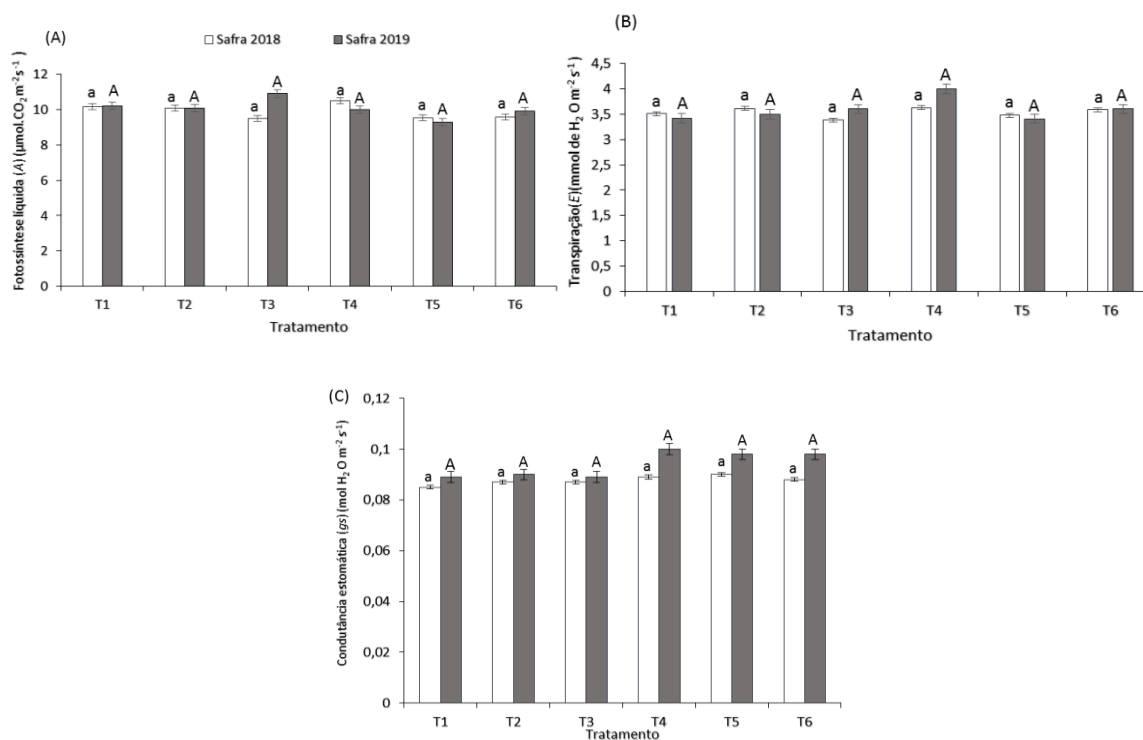 (A)
Safra 2018 Safra 2019
Fotossíntese líquida (A) (µmol.CO₂ m⁻² s⁻¹)
12
10
8
6
4
2
0
a A a A a A a A a A a A
T1 T2 T3 T4 T5 T6
Tratamento
(B)
Transpiração(E)(mmol de H₂ O m⁻² s⁻¹)
4,5
4
3,5
3
2,5
2
1,5
1
0,5
0
a A a A a A a A a A a A
T1 T2 T3 T4 T5 T6
Tratamento
(C)
Condutância estomática (gs) (mol H₂ O m⁻² s⁻¹)
0,12
0,1
0,08
0,06
0,04
0,02
0
a A a A a A a A a A a A
T1 T2 T3 T4 T5 T6
Tratamento